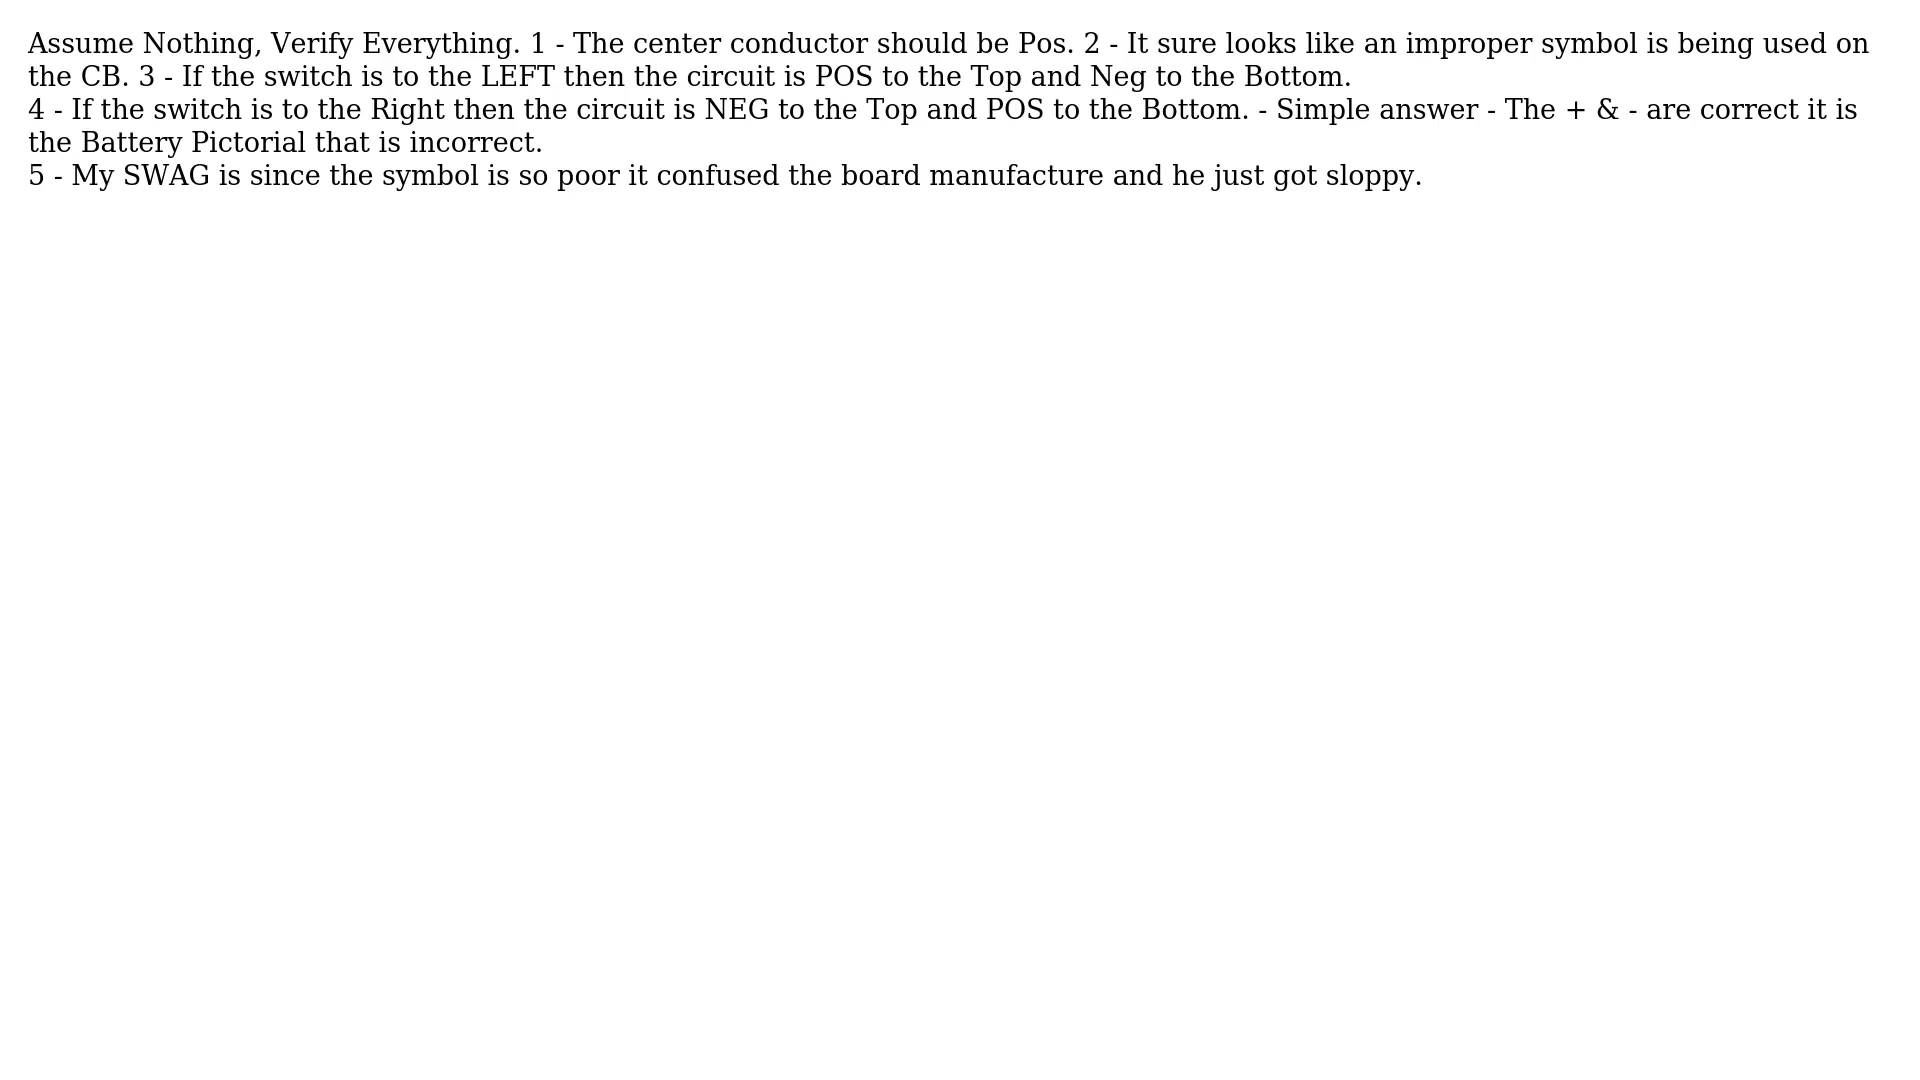 Assume Nothing, Verify Everything. 1 - The center conductor should be Pos. 2 - It sure looks like an improper symbol is being used on
the CB. 3 - If the switch is to the LEFT then the circuit is POS to the Top and Neg to the Bottom.
4 - If the switch is to the Right then the circuit is NEG to the Top and POS to the Bottom. - Simple answer - The + & - are correct it is
the Battery Pictorial that is incorrect.
5 - My SWAG is since the symbol is so poor it confused the board manufacture and he just got sloppy.